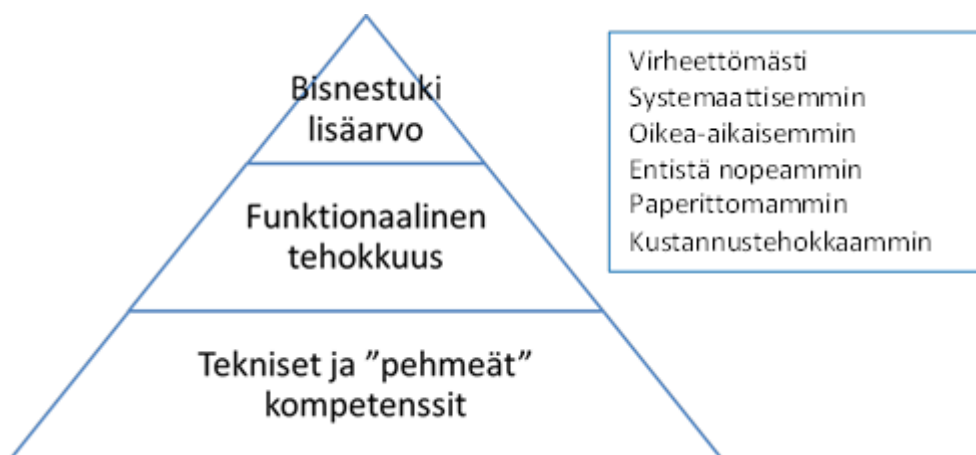 Bisnestuki
lisäarvo
Funktionaalinen
tehokkuus
Tekniset ja ”pehmeät”
kompetenssit
Virheettömästi
Systemaattisemmin
Oikea-aikaisemmin
Entistä nopeammin
Paperittomammin
Kustannustehokkaammin